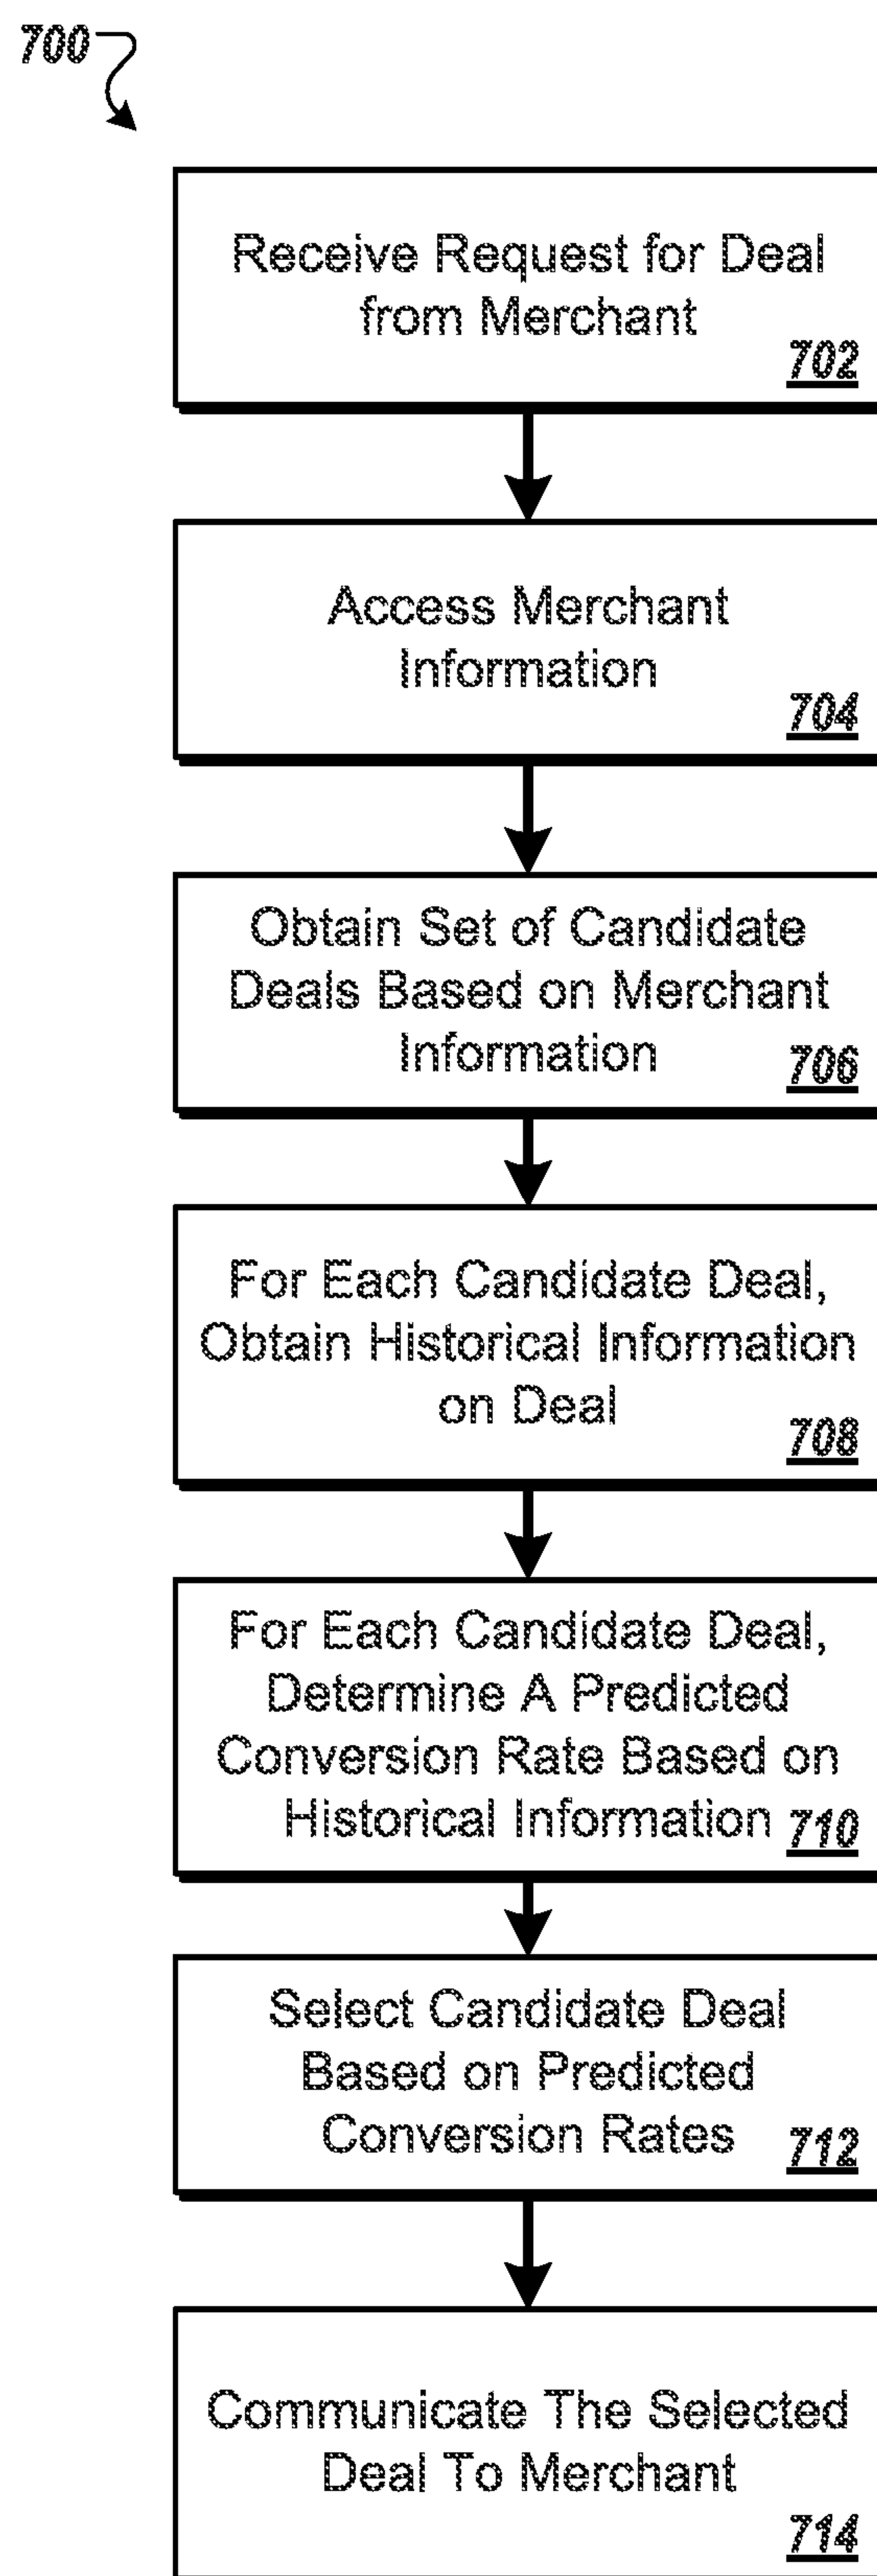 700
Receive Request for Deal
from Merchant
702
Access Merchant
Information
704
Obtain Set of Candidate
Deals Based on Merchant
Information
706
For Each Candidate Deal,
Obtain Historical Information
on Deal
708
For Each Candidate Deal,
Determine A Predicted
Conversion Rate Based on
Historical Information
710
Select Candidate Deal
Based on Predicted
Conversion Rates
712
Communicate The Selected
Deal To Merchant
714